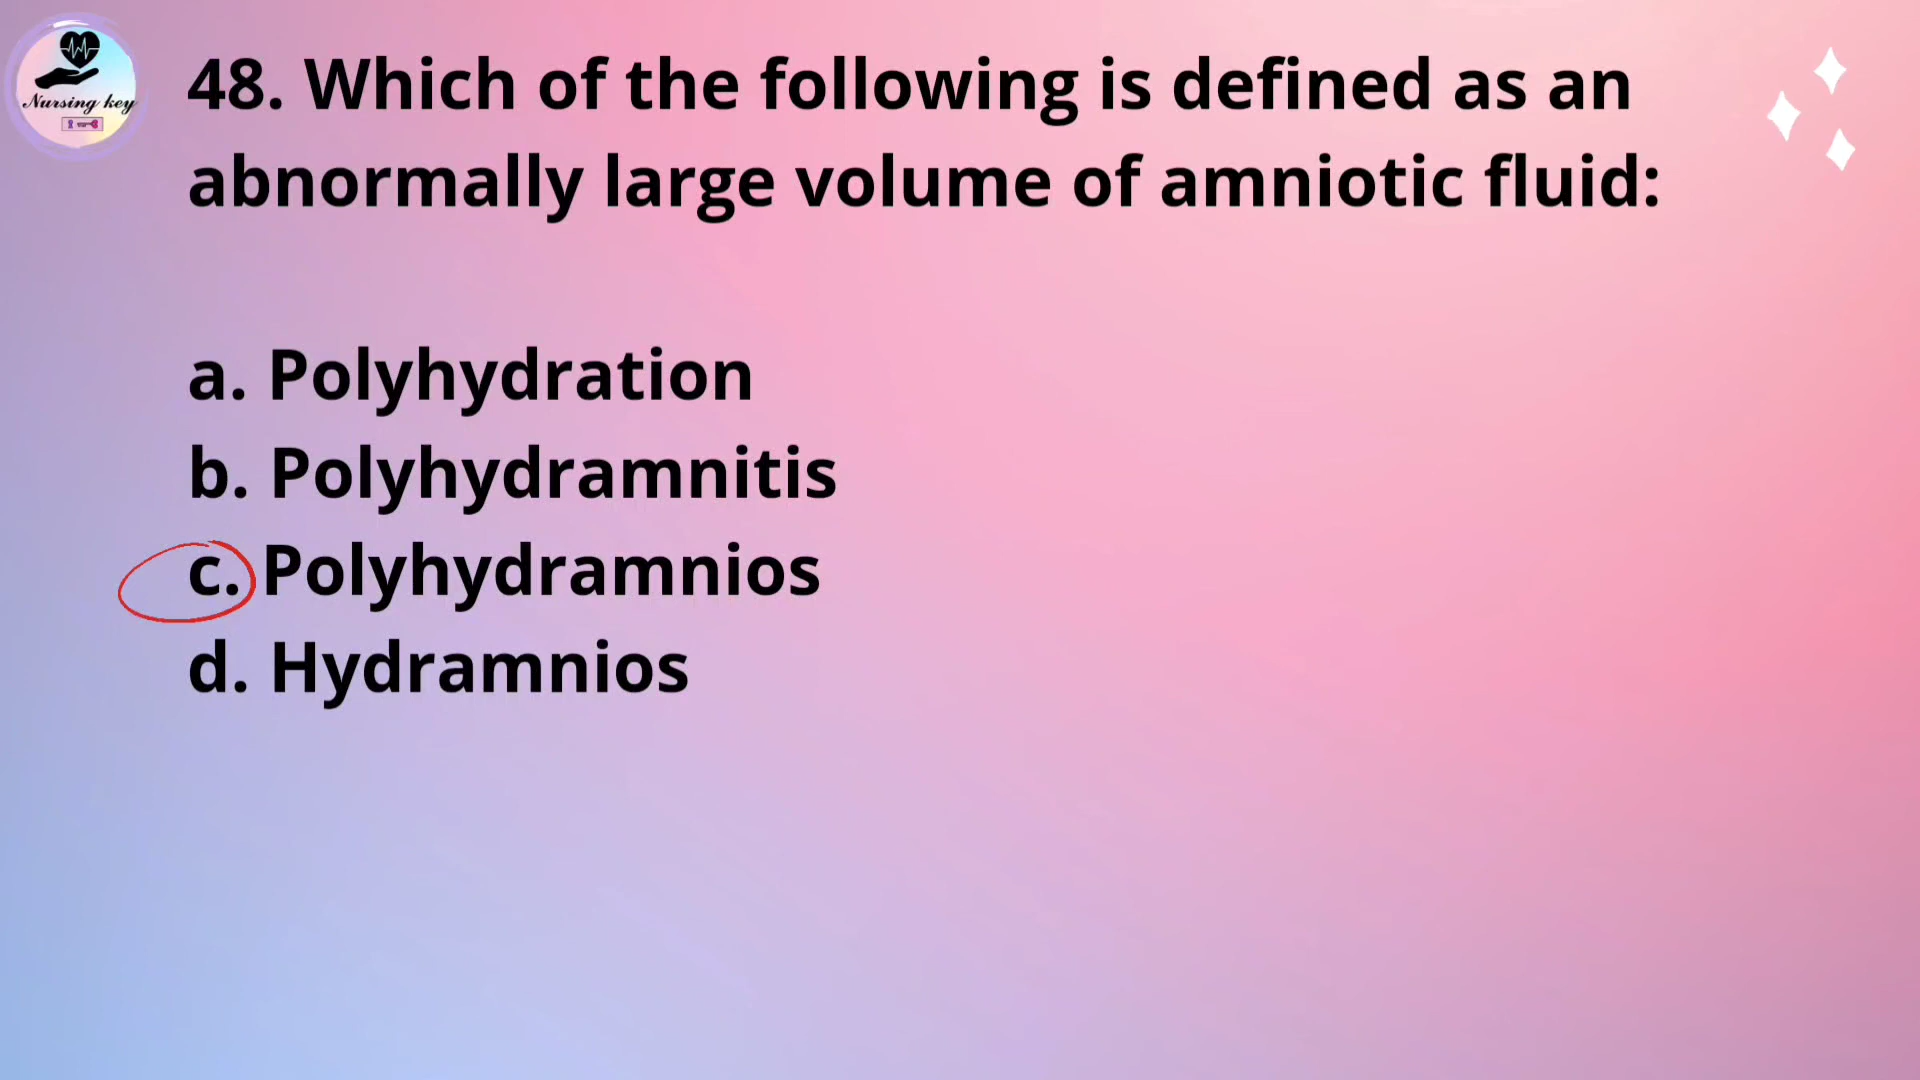 Nursing key
48. Which of the following is defined as an
abnormally large volume of amniotic fluid:
a. Polyhydration
b. Polyhydramnitis
c. Polyhydramnios
d. Hydramnios